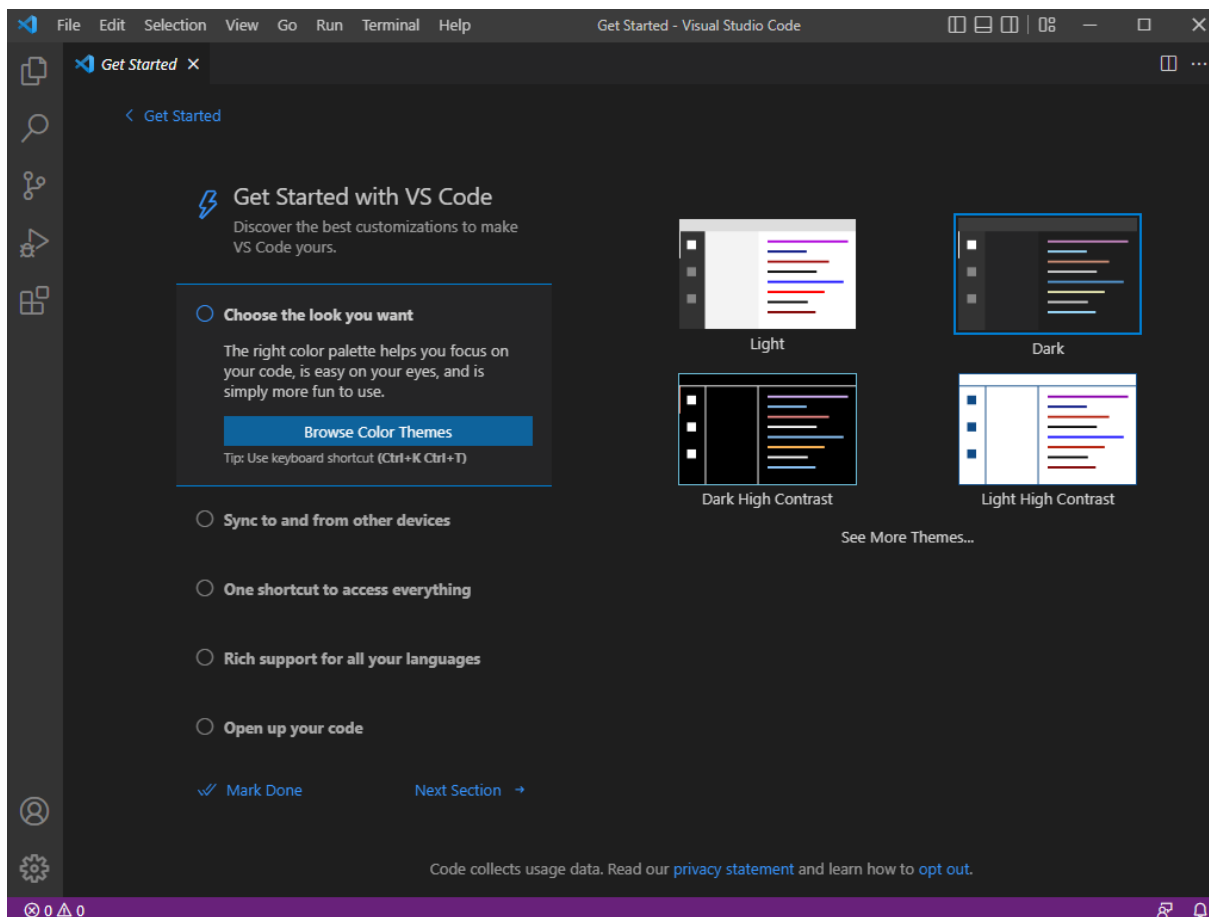 File Edit Selection View Go Run Terminal Help Get Started - Visual Studio Code
Get Started
Get Started
Get Started with VS Code
Discover the best customizations to make
VS Code yours.
Choose the look you want
The right color palette helps you focus on
your code, is easy on your eyes, and is
simply more fun to use.
Browse Color Themes
Tip: Use keyboard shortcut (Ctrl+K Ctrl+T)
Sync to and from other devices
One shortcut to access everything
Rich support for all your languages
Open up your code
Mark Done Next Section
Light
Dark
Dark High Contrast
Light High Contrast
See More Themes...
Code collects usage data. Read our privacy statement and learn how to opt out.
0 0